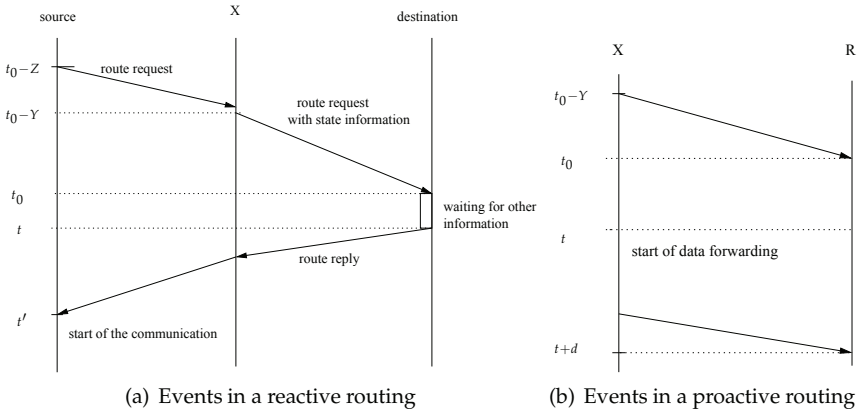 source
X
destination
t₀−Z
route request
t₀−Y
route request
with state information
t₀
waiting for other
information
t
route reply
t′
start of the communication
(a) Events in a reactive routing
X
R
t₀−Y
t₀
t
start of data forwarding
t+d
(b) Events in a proactive routing